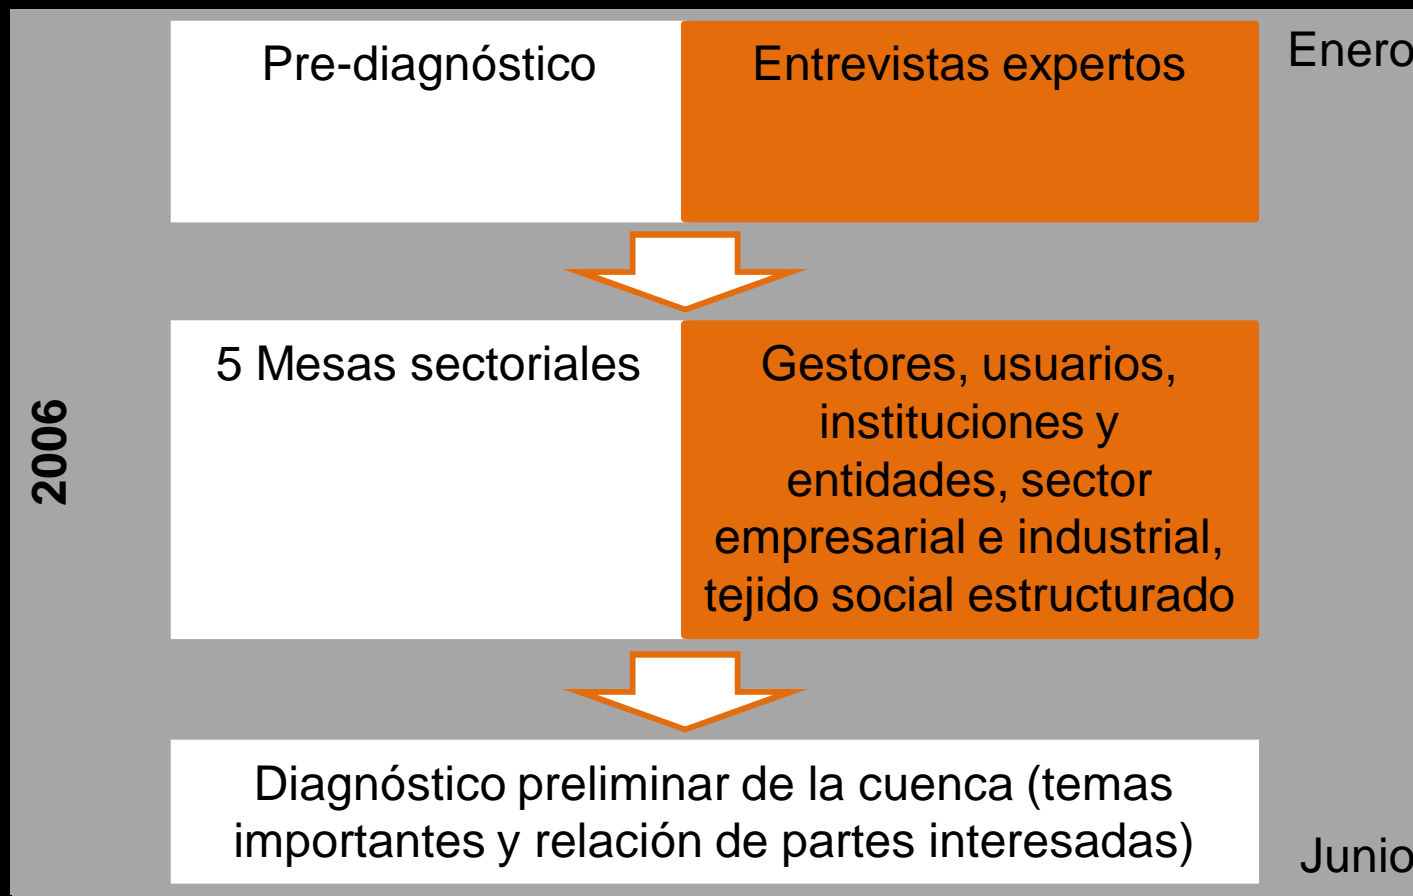 Pre-diagnóstico
Entrevistas expertos
Enero
5 Mesas sectoriales
Gestores, usuarios,
instituciones y
entidades, sector
empresarial e industrial,
tejido social estructurado
2006
Diagnóstico preliminar de la cuenca (temas
importantes y relación de partes interesadas)
Junio